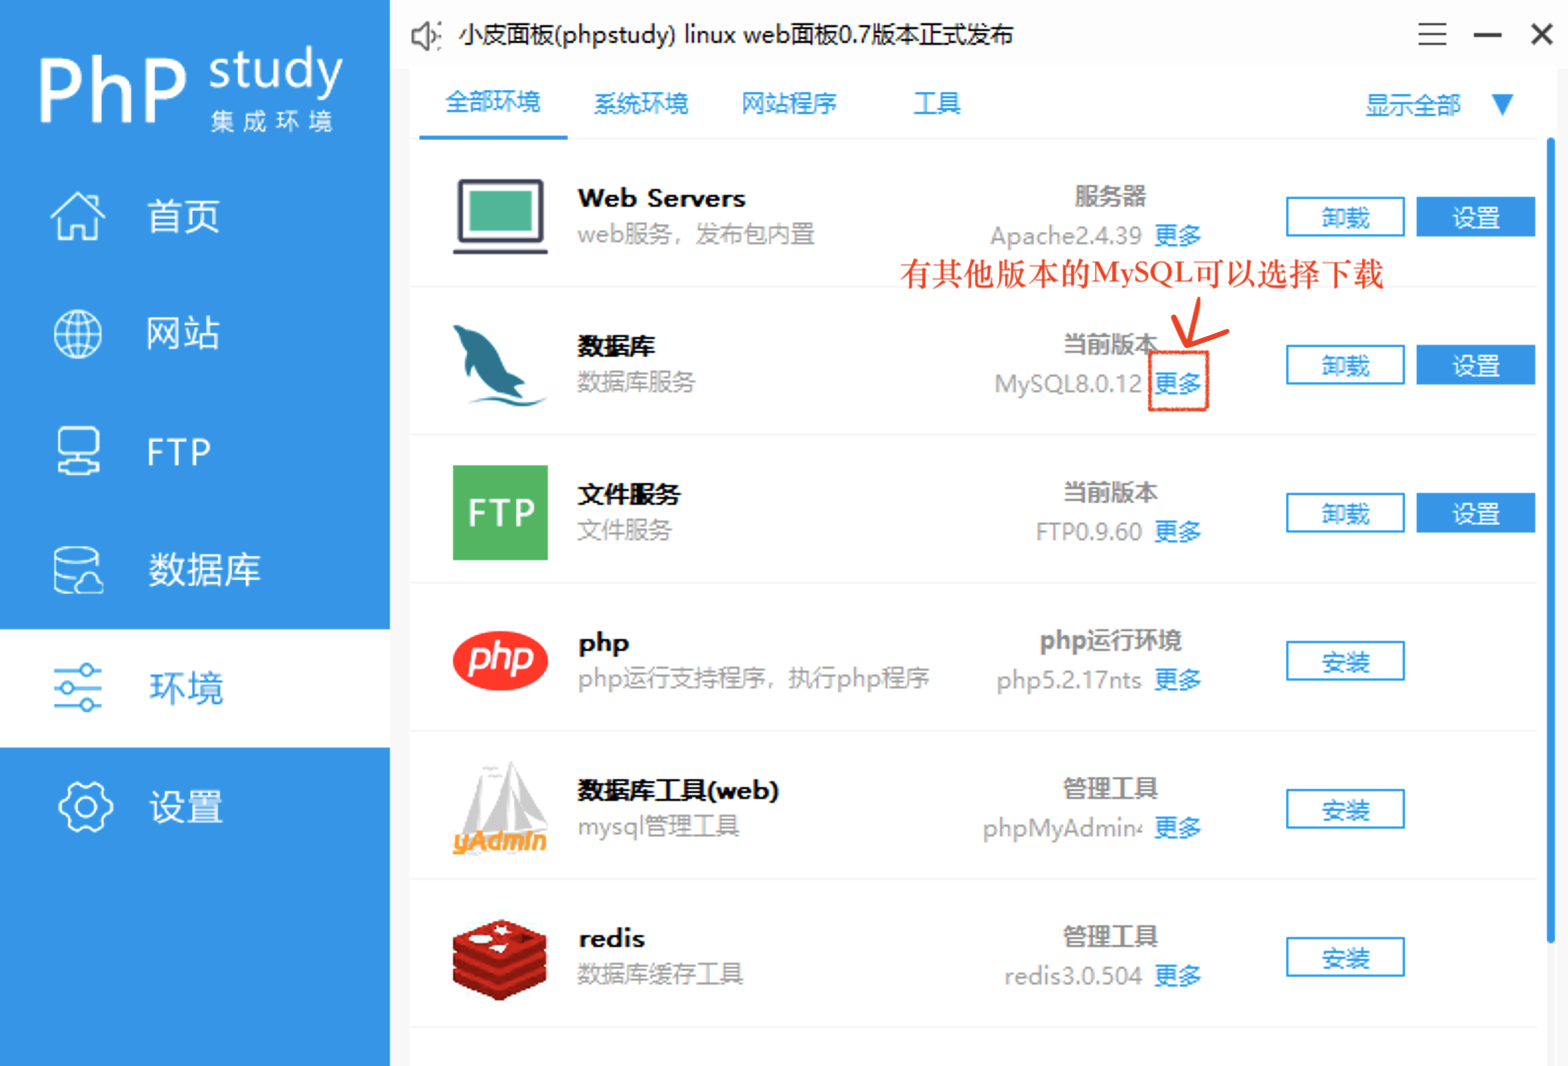 小皮面板(phpstudy) linux web面板0.7版本正式发布
PhP study
集成环境
首页
网站
FTP
数据库
环境
设置
全部环境 系统环境 网站程序 工具 显示全部
Web Servers
web服务，发布包内置
服务器
Apache2.4.39 更多
卸载 设置
有其他版本的MySQL可以选择下载
数据库
数据库服务
当前版本
MySQL8.0.12 更多
卸载 设置
FTP
文件服务
文件服务
当前版本
FTP0.9.60 更多
卸载 设置
php
php
php运行支持程序，执行php程序
php运行环境
php5.2.17nts 更多
安装
yAdmin
数据库工具(web)
mysql管理工具
管理工具
phpMyAdmin 更多
安装
redis
数据库缓存工具
管理工具
redis3.0.504 更多
安装